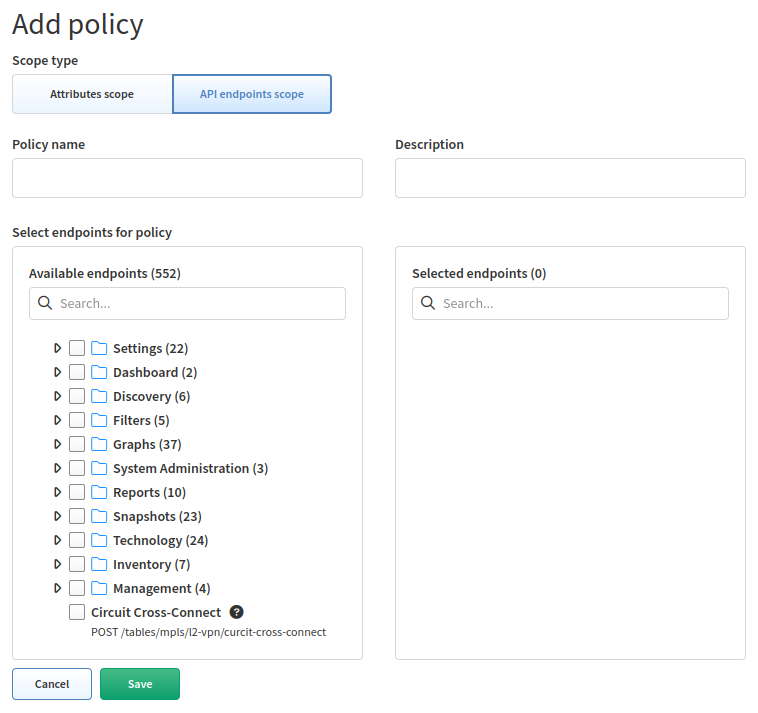 Add policy
Scope type
Attributes scope
API endpoints scope
Policy name
Description
Select endpoints for policy
Available endpoints (552)
Search...
Settings (22)
Dashboard (2)
Discovery (6)
Filters (5)
Graphs (37)
System Administration (3)
Reports (10)
Snapshots (23)
Technology (24)
Inventory (7)
Management (4)
Circuit Cross-Connect ?
POST /tables/mpls/l2-vpn/curcit-cross-connect
Selected endpoints (0)
Search...
Cancel
Save